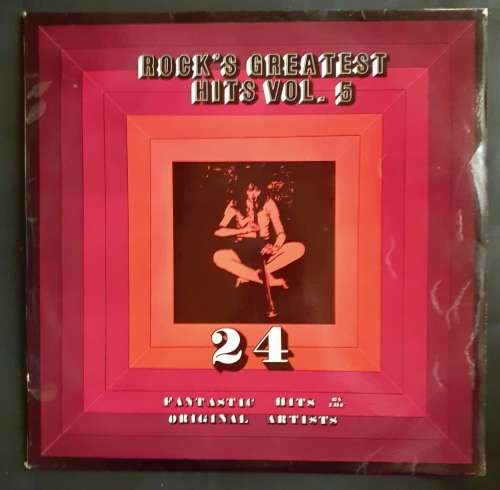 ROCK'S GREATEST
HITS VOL. 5
24
FANTASTIC HITS BY THE
ORIGINAL ARTISTS